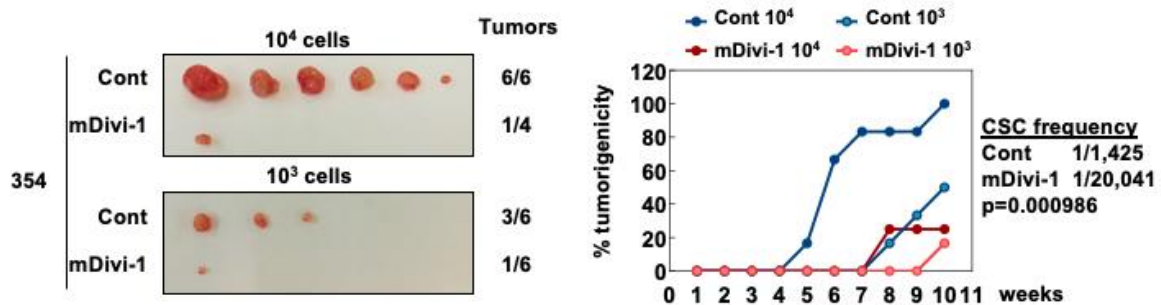 354
10⁴ cells
Tumors
Cont 6/6
mDivi-1 1/4
10³ cells
Cont 3/6
mDivi-1 1/6
Cont 10⁴ Cont 10³
mDivi-1 10⁴ mDivi-1 10³
% tumorigenicity
120
100
80
60
40
20
0
0 1 2 3 4 5 6 7 8 9 10 11 weeks
CSC frequency
Cont 1/1,425
mDivi-1 1/20,041
p=0.000986